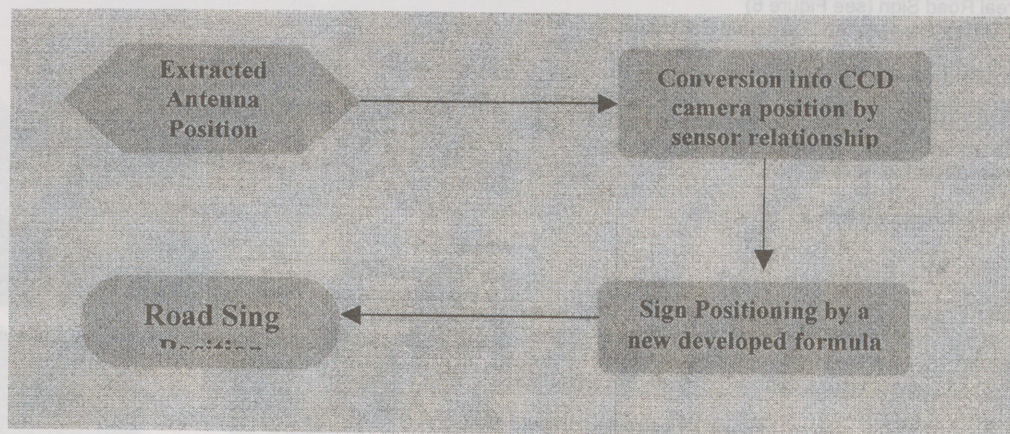 Extracted
Antenna
Position
Conversion into CCD
camera position by
sensor relationship
Sign Positioning by a
new developed formula
Road Sing
Position